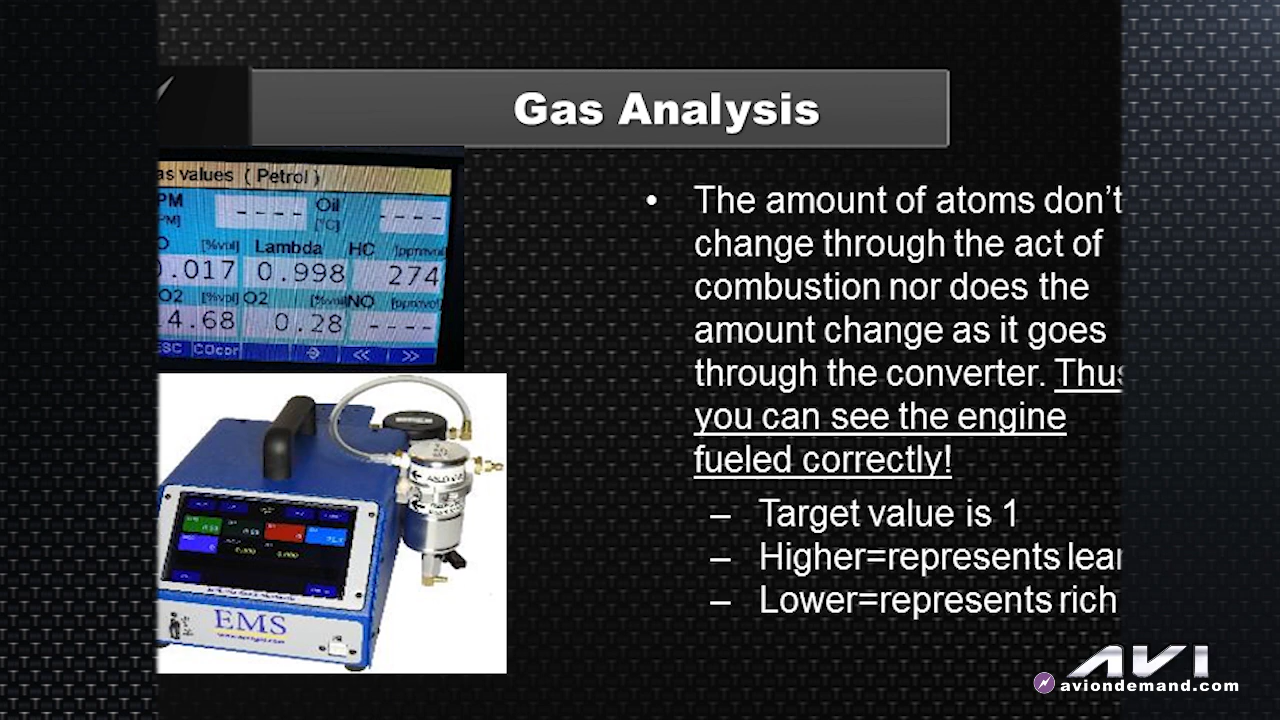 Gas Analysis
as values ( Petrol )
PM Oil
PM] [°C]
O [%vol] Lambda HC [ppmvol]
0.017 0.998 274
O2 [%vol] O2 [%vol] NO [ppmvol]
14.68 0.28 ----
ESC COcor << >>
EMS
• The amount of atoms don’t
change through the act of
combustion nor does the
amount change as it goes
through the converter. Thus
you can see the engine
fueled correctly!
– Target value is 1
– Higher=represents lean
– Lower=represents rich
AVI
aviondemand.com